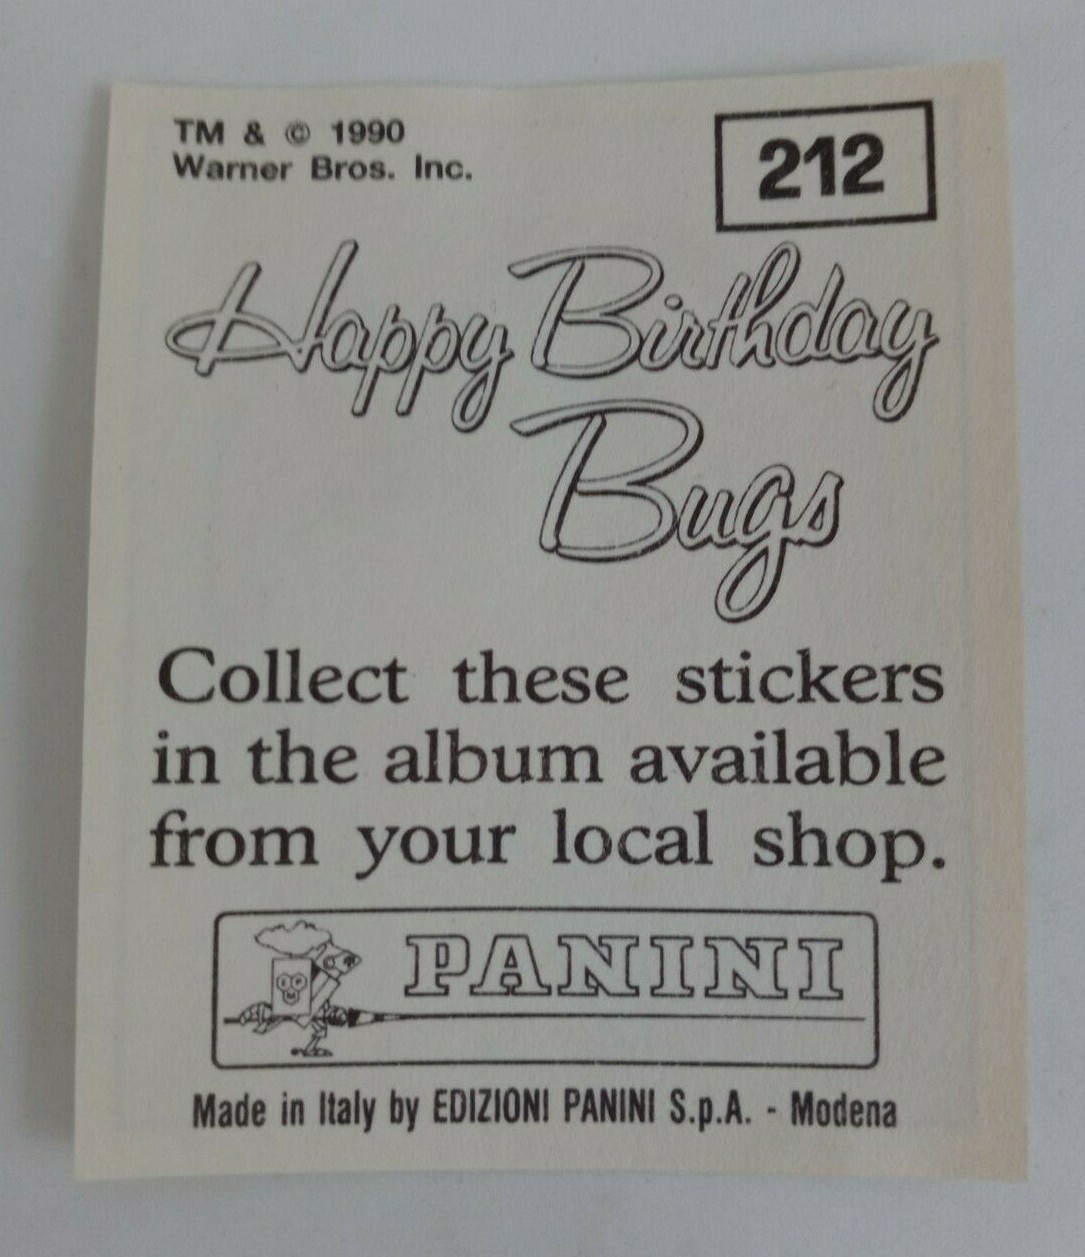 TM & © 1990
Warner Bros. Inc.
212
Happy Birthday
Bugs
Collect these stickers
in the album available
from your local shop.
PANINI
Made in Italy by EDIZIONI PANINI S.p.A. - Modena